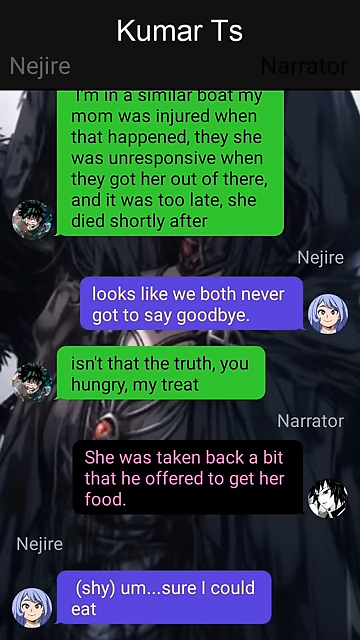 Kumar Ts
Nejire
Narrator
I'm in a similar boat my
mom was injured when
that happened, they she
was unresponsive when
they got her out of there,
and it was too late, she
died shortly after
Nejire
looks like we both never
got to say goodbye.
isn't that the truth, you
hungry, my treat
Narrator
She was taken back a bit
that he offered to get her
food.
Nejire
(shy) um...sure I could
eat